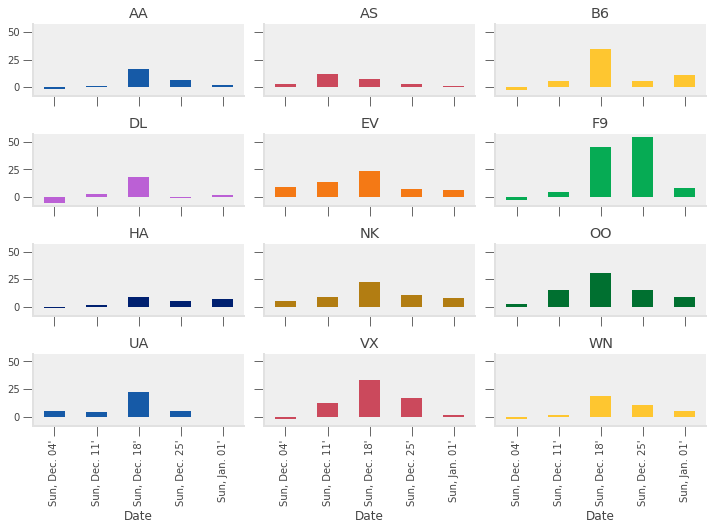 AA AS B6
50
25
0
DL EV F9
50
25
0
HA NK OO
50
25
0
UA VX WN
50
25
0
Sun, Dec. 04' Sun, Dec. 11' Sun, Dec. 18' Sun, Dec. 25' Sun, Jan. 01' Sun, Dec. 04' Sun, Dec. 11' Sun, Dec. 18' Sun, Dec. 25' Sun, Jan. 01' Sun, Dec. 04' Sun, Dec. 11' Sun, Dec. 18' Sun, Dec. 25' Sun, Jan. 01'
Date Date Date